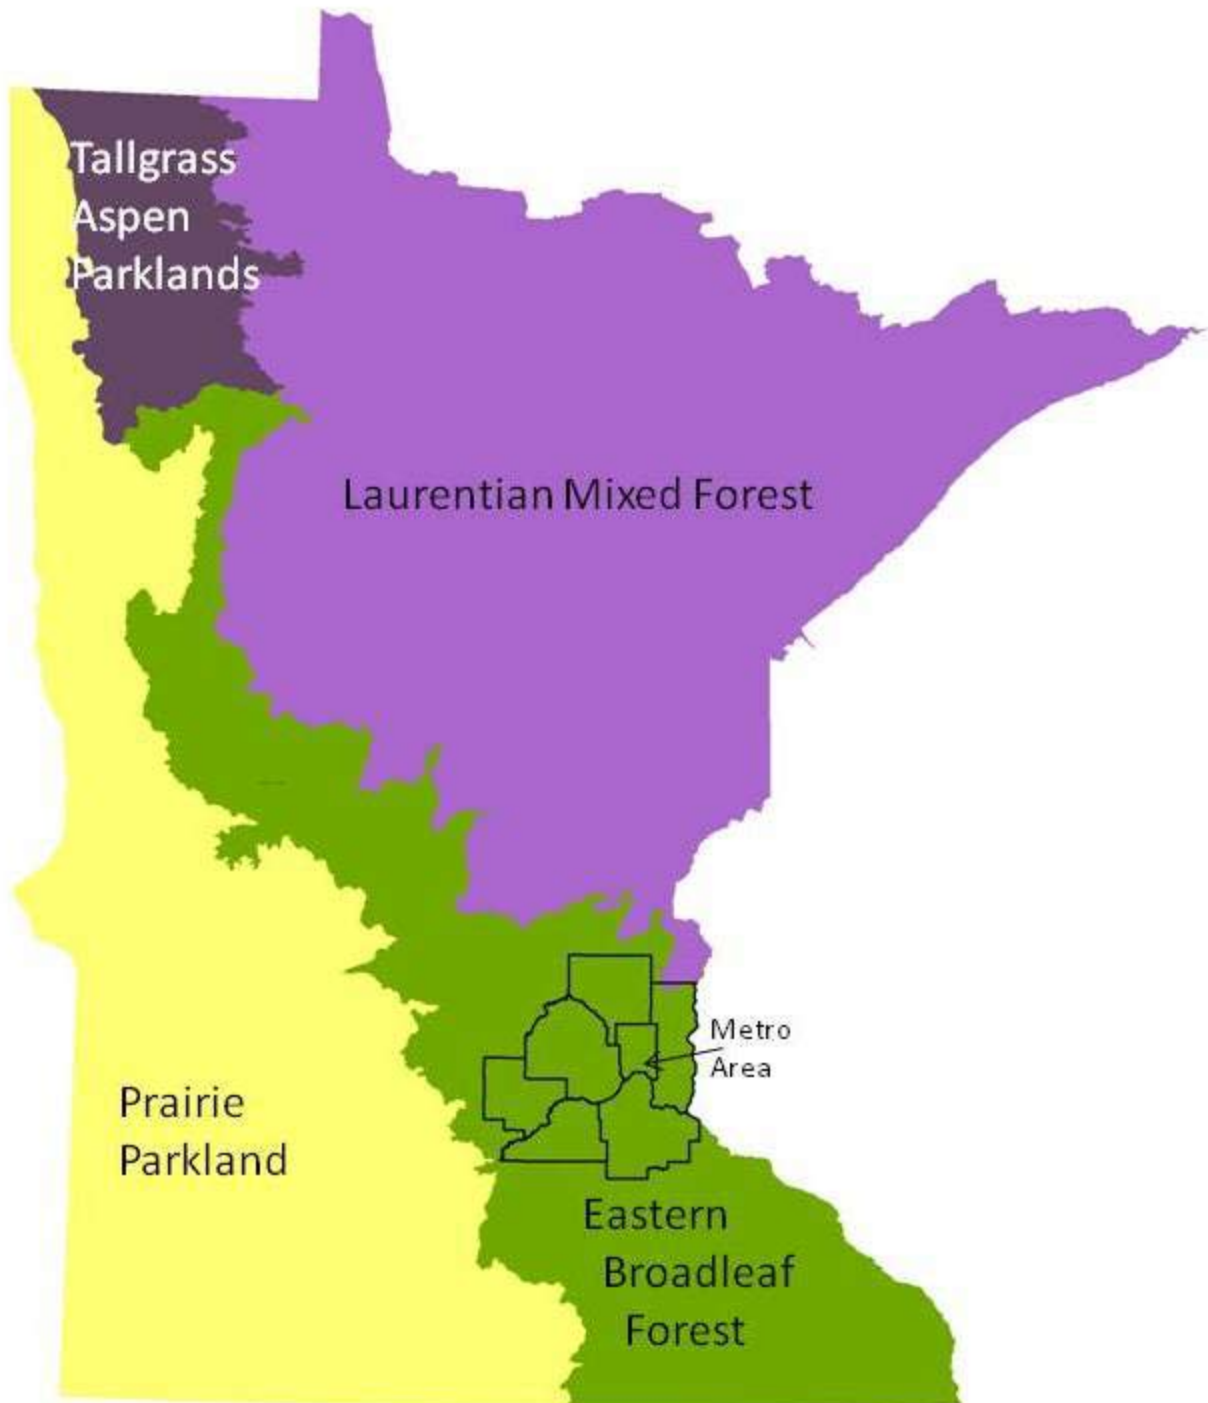 Tallgrass
Aspen
Parklands
Laurentian Mixed Forest
Metro
Area
Prairie
Parkland
Eastern
Broadleaf
Forest